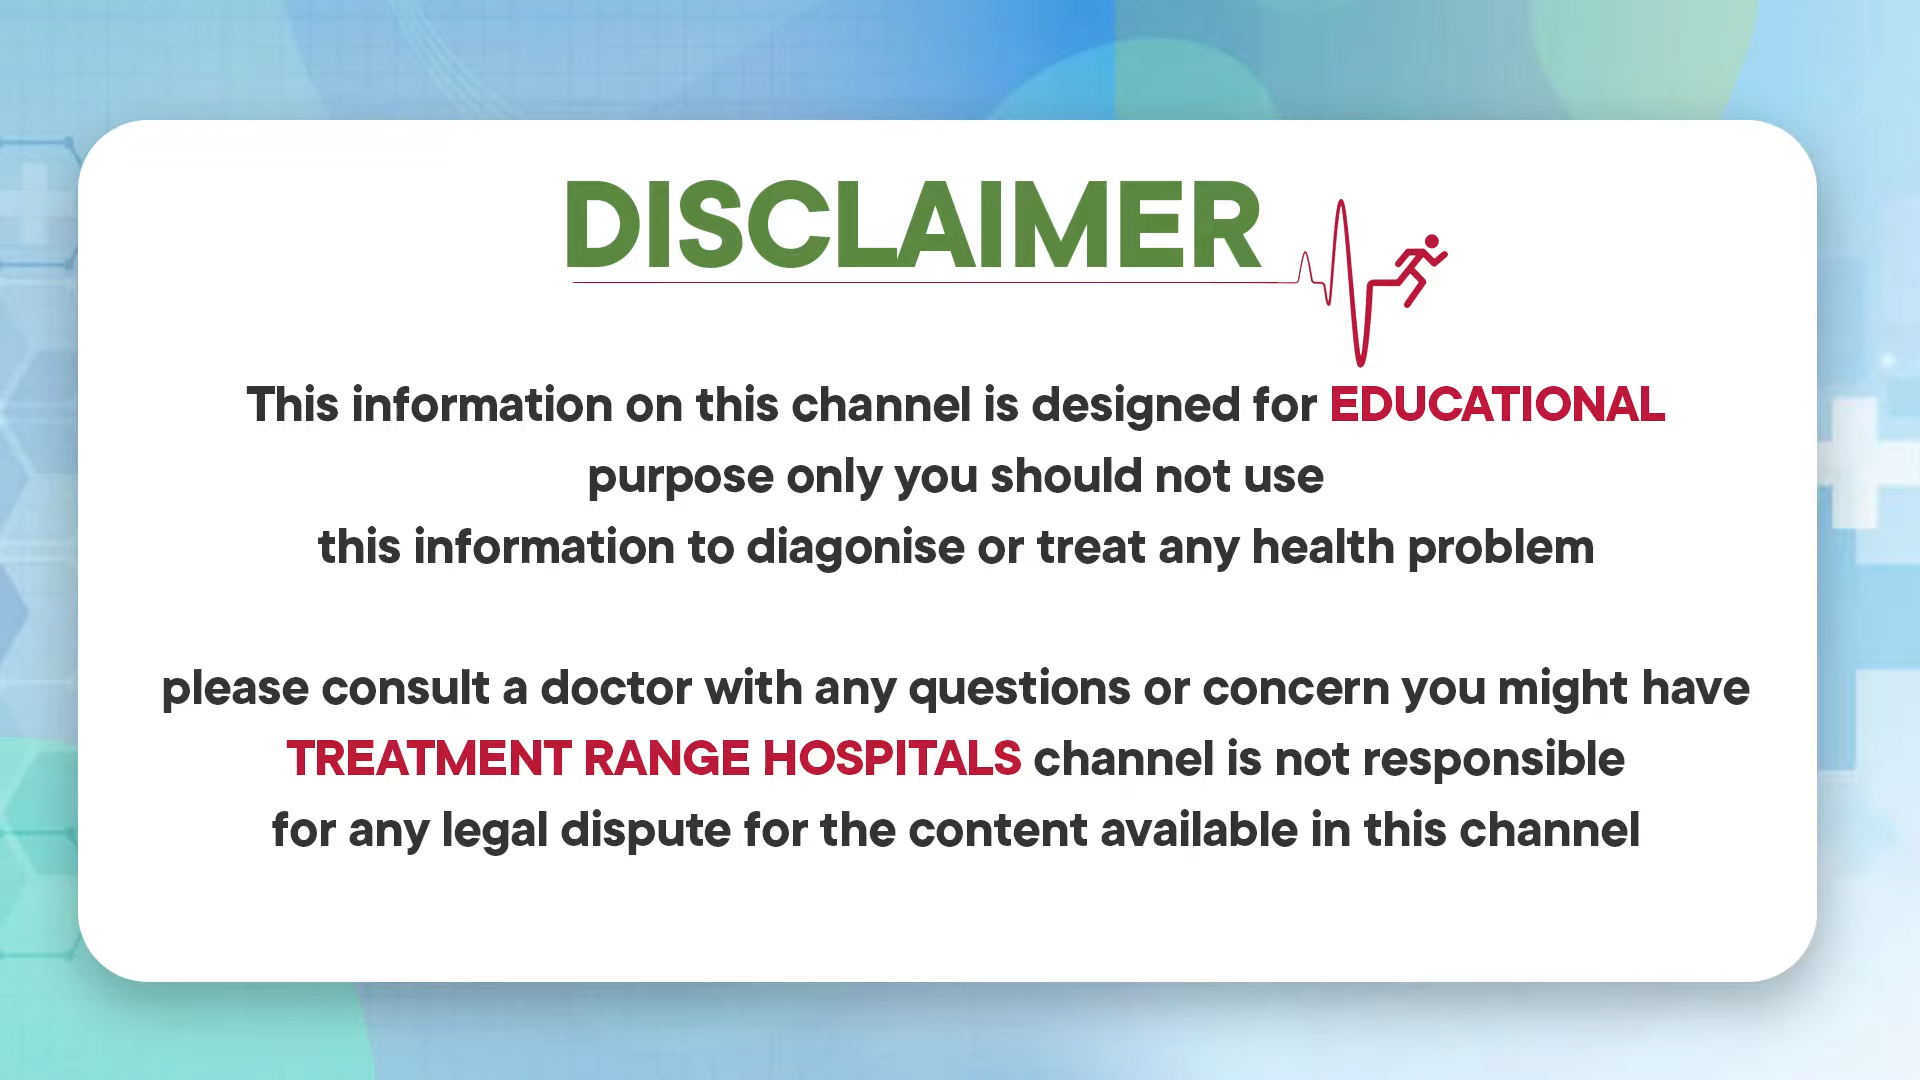 DISCLAIMER
This information on this channel is designed for EDUCATIONAL
purpose only you should not use
this information to diagonise or treat any health problem
please consult a doctor with any questions or concern you might have
TREATMENT RANGE HOSPITALS channel is not responsible
for any legal dispute for the content available in this channel